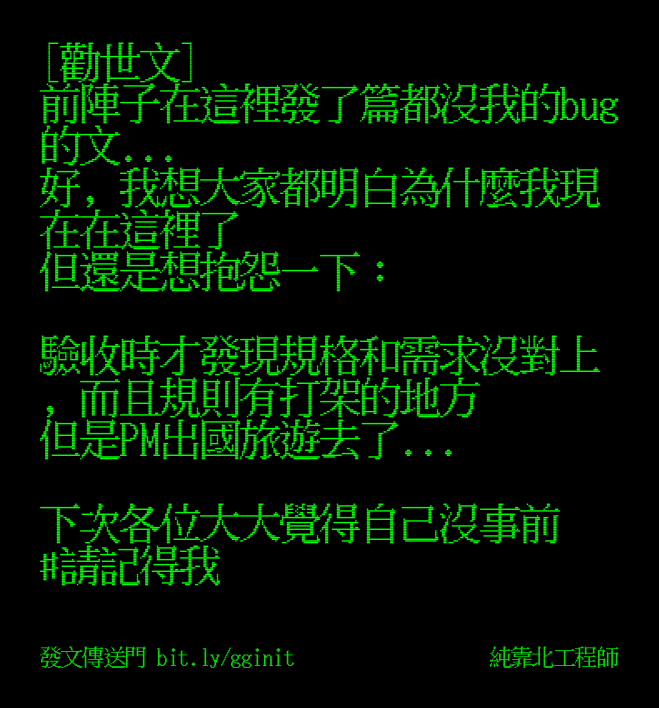 [勸世文]
前陣子在這裡發了篇都沒我的bug
的文...
好，我想大家都明白為什麼我現
在在這裡了
但還是想抱怨一下：
驗收時才發現規格和需求沒對上
，而且規則有打架的地方
但是PM出國旅遊去了...
下次各位大大覺得自己沒事前
#請記得我
發文傳送門 bit.ly/gginit
純靠北工程師